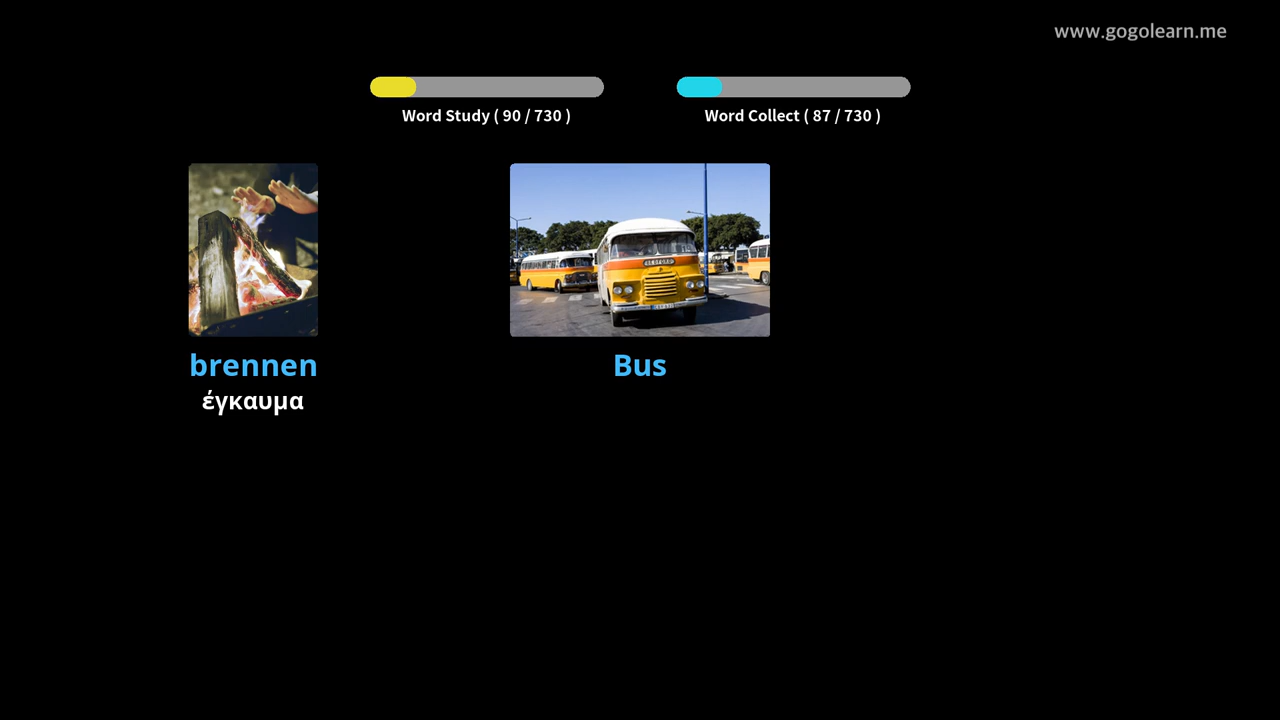 www.gogolearn.me
Word Study ( 90 / 730 )
Word Collect ( 87 / 730 )
brennen
έγκαυμα
Bus